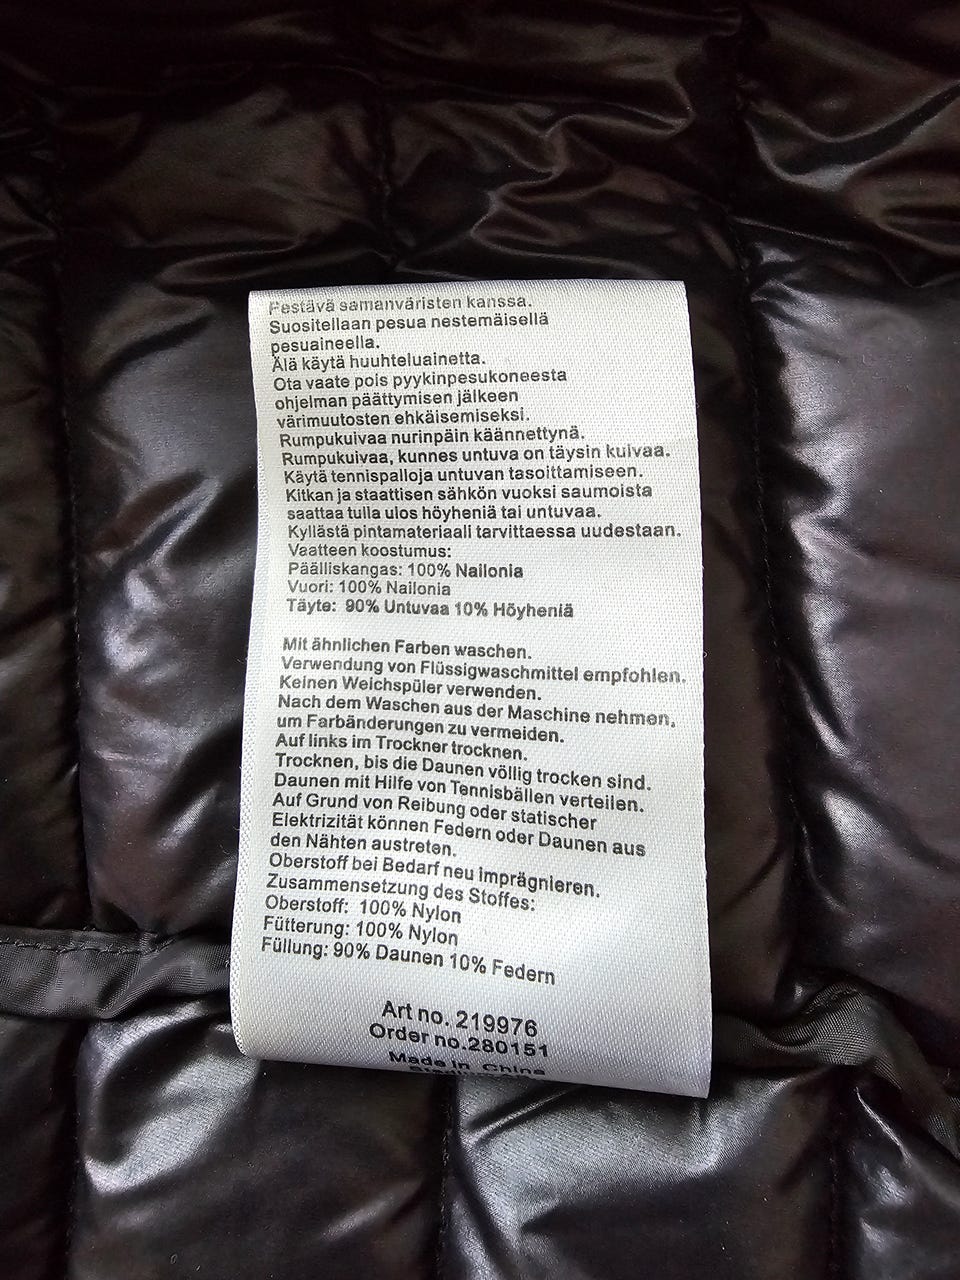 Pestävä samanväristen kanssa.
Suositellaan pesua nestemäisellä
pesuaineella.
Älä käytä huuhteluainetta.
Ota vaate pois pyykinpesukoneesta
ohjelman päättymisen jälkeen
värimuutosten ehkäisemiseksi.
Rumpukuivaa nurinpäin käännettynä.
Rumpukuivaa, kunnes untuva on täysin kuivaa.
Käytä tennispalloja untuvan tasoittamiseen.
Kitkan ja staattisen sähkön vuoksi saumoista
saattaa tulla ulos höyheniä tai untuvaa.
Kyllästä pintamateriaali tarvittaessa uudestaan.
Vaatteen koostumus:
Päälliskangas: 100% Nailonia
Vuori: 100% Nailonia
Täyte: 90% Untuvaa 10% Höyheniä
Mit ähnlichen Farben waschen.
Verwendung von Flüssigwaschmittel empfohlen.
Keinen Weichspüler verwenden.
Nach dem Waschen aus der Maschine nehmen,
um Farbänderungen zu vermeiden.
Auf links im Trockner trocknen.
Trocknen, bis die Daunen völlig trocken sind.
Daunen mit Hilfe von Tennisbällen verteilen.
Auf Grund von Reibung oder statischer
Elektrizität können Federn oder Daunen aus
den Nähten austreten.
Oberstoff bei Bedarf neu imprägnieren.
Zusammensetzung des Stoffes:
Oberstoff: 100% Nylon
Fütterung: 100% Nylon
Füllung: 90% Daunen 10% Federn
Art no. 219976
Order no.280151
Made in China